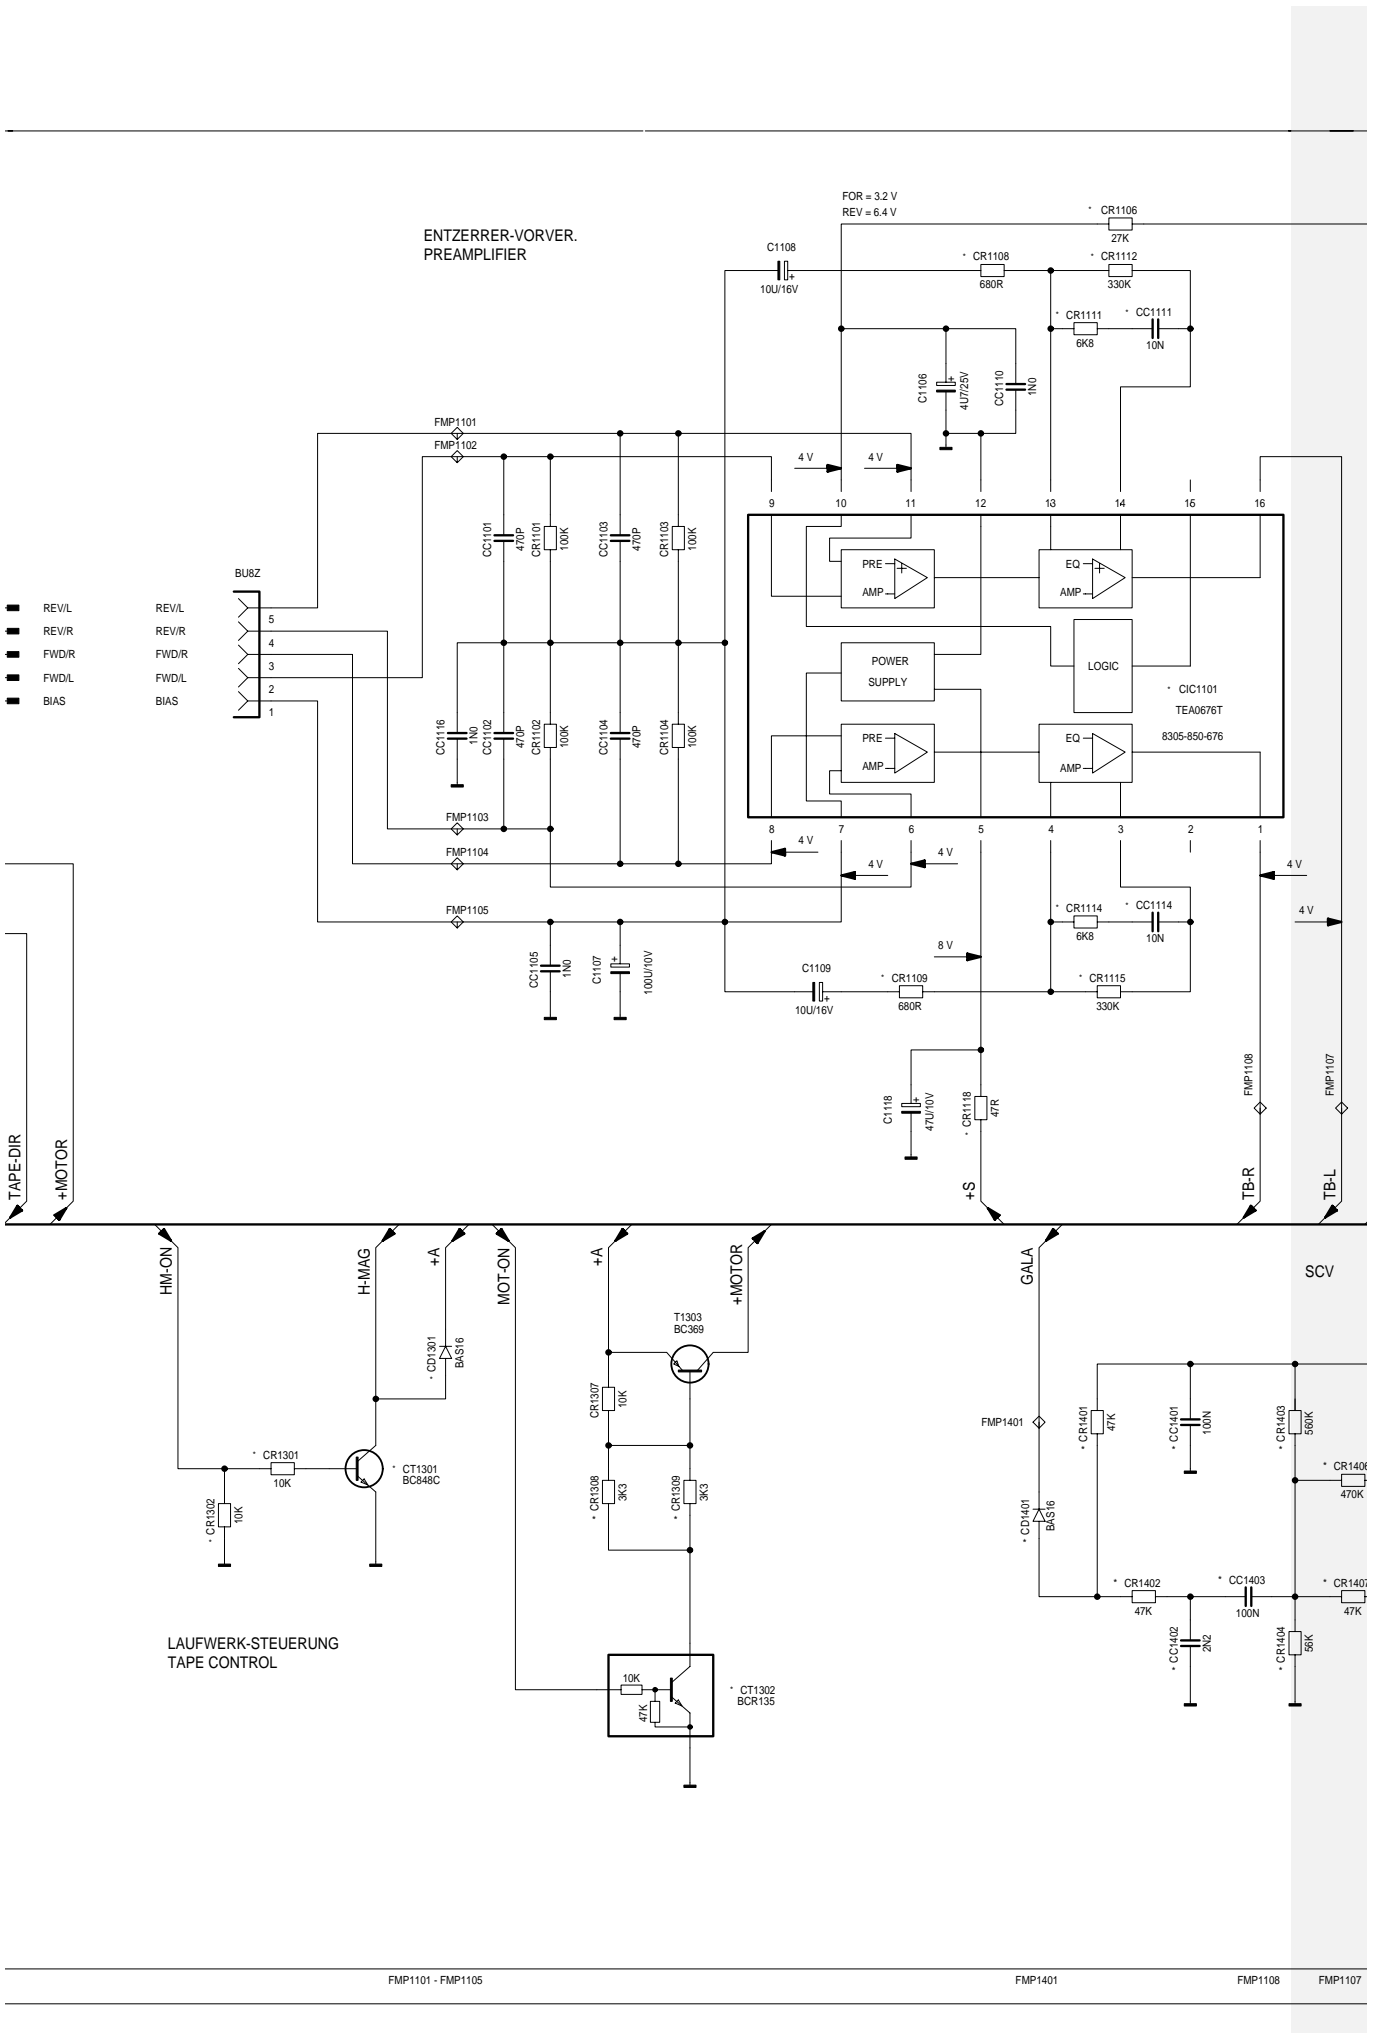 FOR = 3.2 V
REV = 6.4 V
* CR1106
27K
ENTZERRER-VORVER.
PREAMPLIFIER
C1108
+
10U/16V
* CR1108
680R
* CR1112
330K
* CR1111
6K8
* CC1111
10N
C1106
+
4U7/25V
CC1110
1N0
FMP1101
FMP1102
4 V
4 V
9 10 11 12 13 14 15 16
CC1101
470P
CR1101
100K
CC1103
470P
CR1103
100K
PRE
+
AMP
EQ
+
AMP
BU8Z
REV/L REV/L
5
REV/R REV/R
4
FWD/R FWD/R
3
FWD/L FWD/L
2
BIAS BIAS
1
POWER
SUPPLY
LOGIC
* CIC1101
TEA0676T
8305-850-676
CC1116
1N0
CC1102
470P
CR1102
100K
CC1104
470P
CR1104
100K
PRE
AMP
EQ
AMP
8 7 6 5 4 3 2 1
FMP1103
FMP1104
FMP1105
4 V
4 V
4 V
4 V
4 V
8 V
CC1105
1N0
C1107
+
100U/10V
C1109
+
10U/16V
* CR1109
680R
* CR1114
6K8
* CC1114
10N
* CR1115
330K
C1118
+
47U/10V
* CR1118
47R
FMP1108
FMP1107
TAPE-DIR
+MOTOR
+S
TB-R
TB-L
HM-ON
H-MAG
+A
MOT-ON
+A
+MOTOR
GALA
SCV
* CD1301
BAS16
T1303
BC369
CR1307
10K
* CR1301
10K
* CR1302
10K
* CT1301
BC848C
* CR1308
3K3
* CR1309
3K3
FMP1401
* CR1401
47K
* CC1401
100N
* CR1403
560K
* CR1406
470K
* CD1401
BAS16
* CR1402
47K
* CC1403
100N
* CR1407
47K
* CC1402
2N2
* CR1404
56K
LAUFWERK-STEUERUNG
TAPE CONTROL
10K
47K
* CT1302
BCR135
FMP1101 - FMP1105 FMP1401 FMP1108 FMP1107